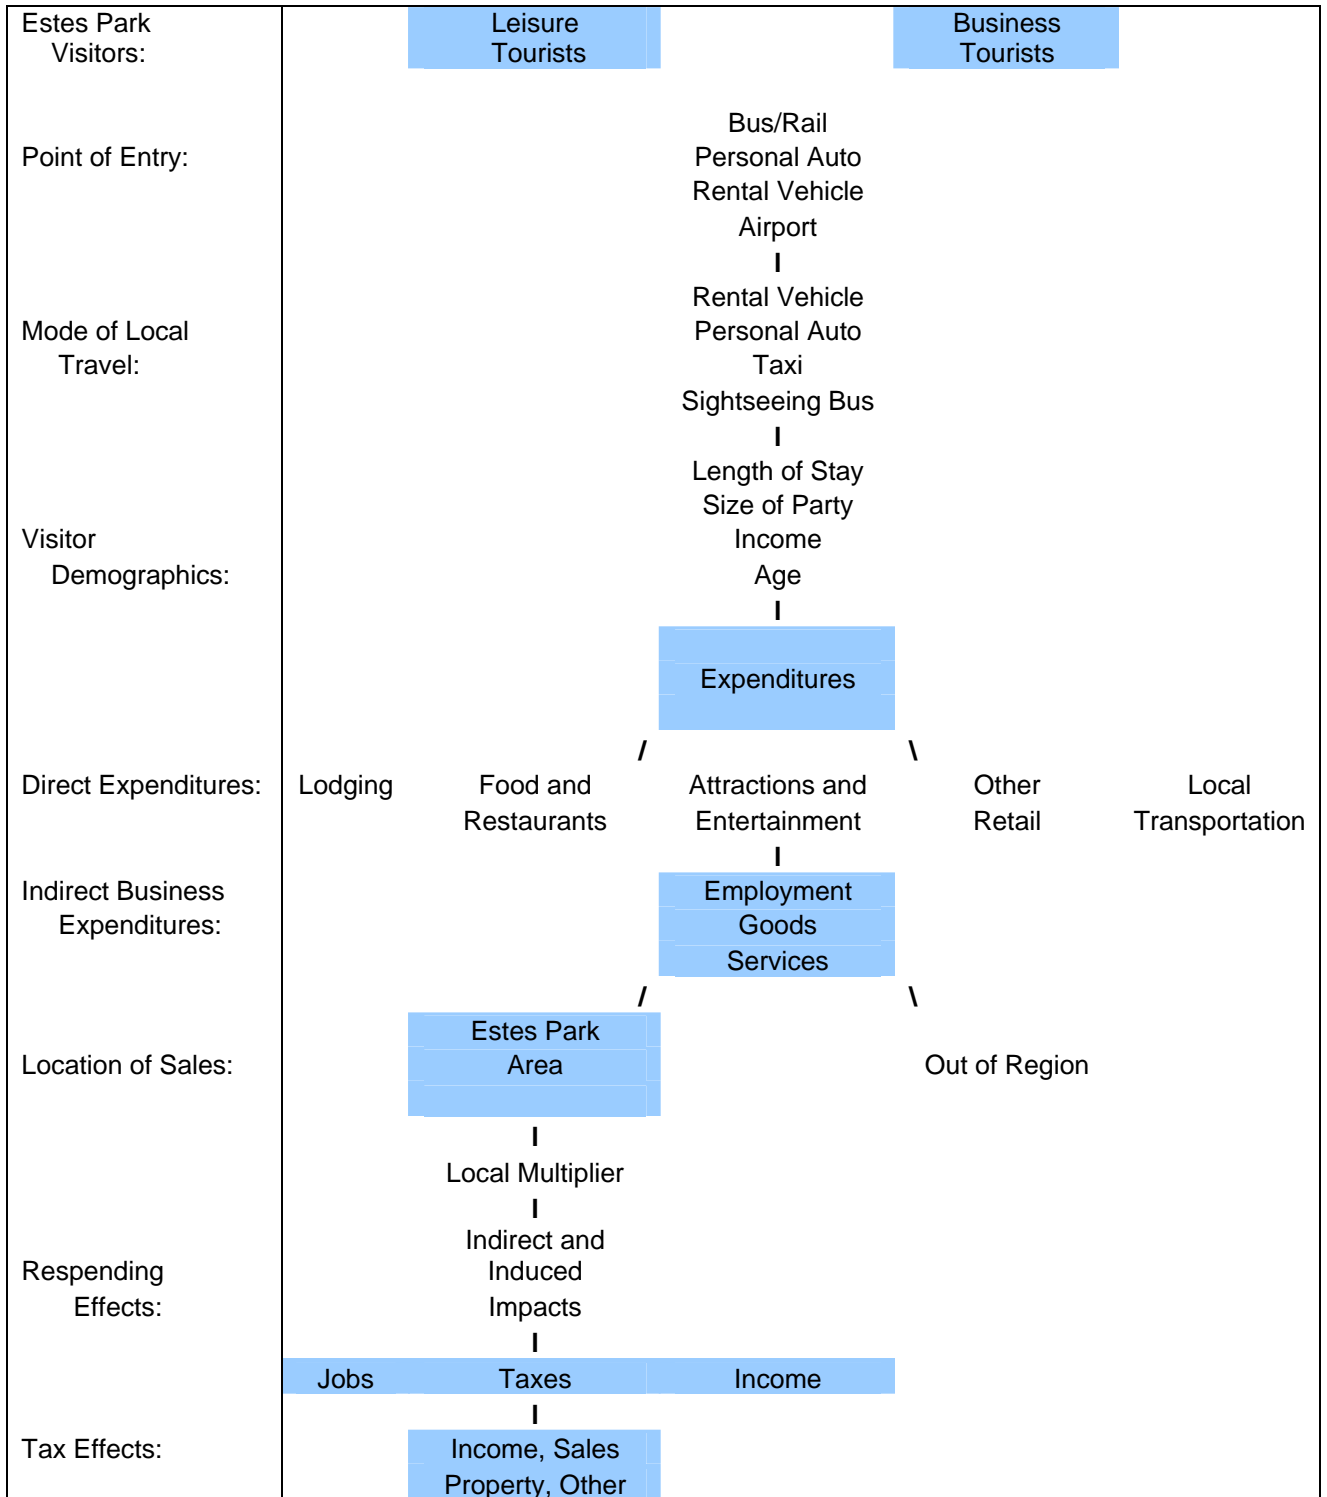 Estes Park Leisure Business
Visitors: Tourists Tourists
Bus/Rail
Point of Entry: Personal Auto
Rental Vehicle
Airport
I
Rental Vehicle
Mode of Local Personal Auto
Travel: Taxi
Sightseeing Bus
I
Length of Stay
Size of Party
Visitor Income
Demographics: Age
I
Expenditures
/ \
Direct Expenditures: Lodging Food and Attractions and Other Local
Restaurants Entertainment Retail Transportation
I
Indirect Business Employment
Expenditures: Goods
Services
/ \
Estes Park
Location of Sales: Area Out of Region
I
Local Multiplier
I
Indirect and
Respending Induced
Effects: Impacts
I
Jobs Taxes Income
I
Tax Effects: Income, Sales
Property, Other